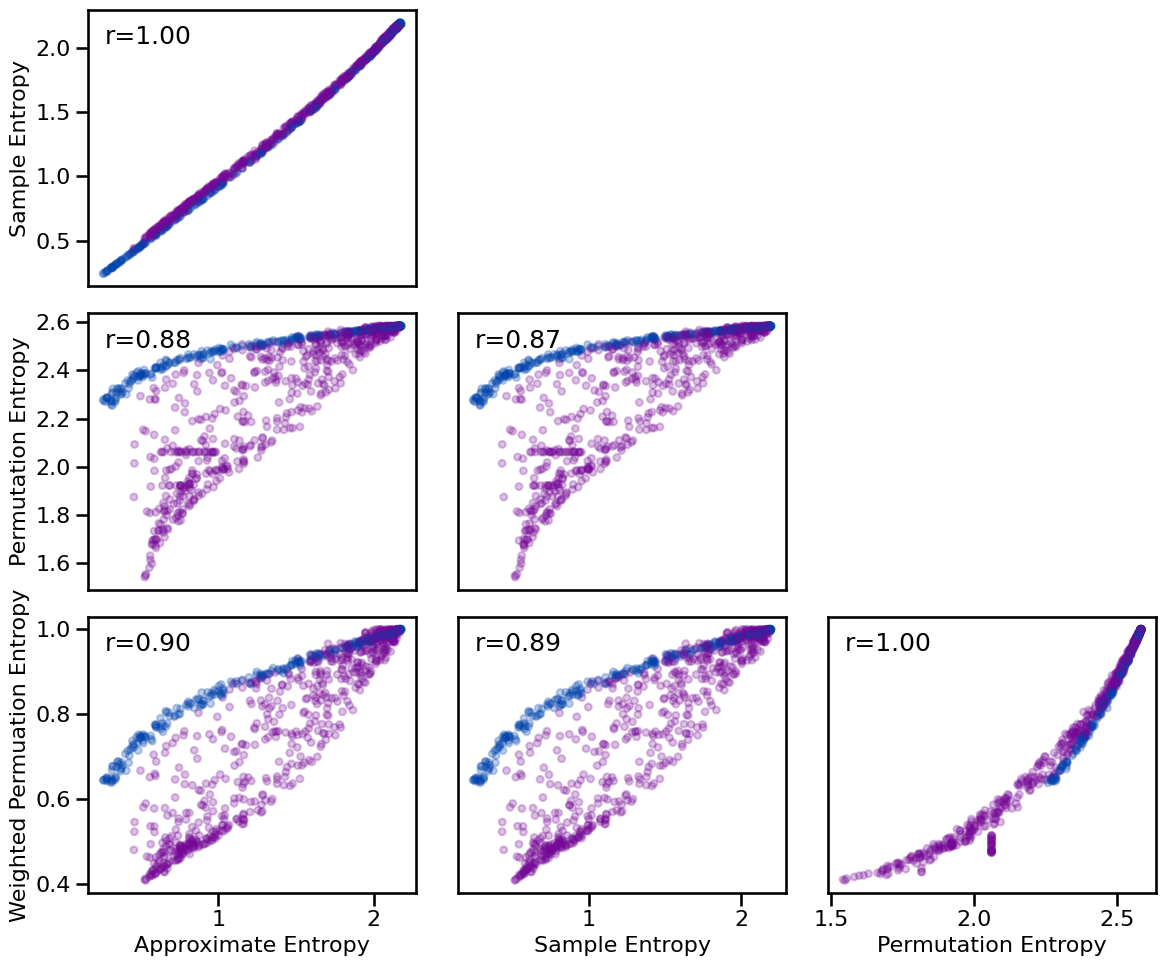 r=1.00
2.0
1.5
1.0
0.5
Sample Entropy
r=0.88
r=0.87
2.6
2.4
2.2
2.0
1.8
1.6
Permutation Entropy
r=0.90
r=0.89
r=1.00
1.0
0.8
0.6
0.4
Weighted Permuation Entropy
1
2
1
2
1.5
2.0
2.5
Approximate Entropy
Sample Entropy
Permutation Entropy